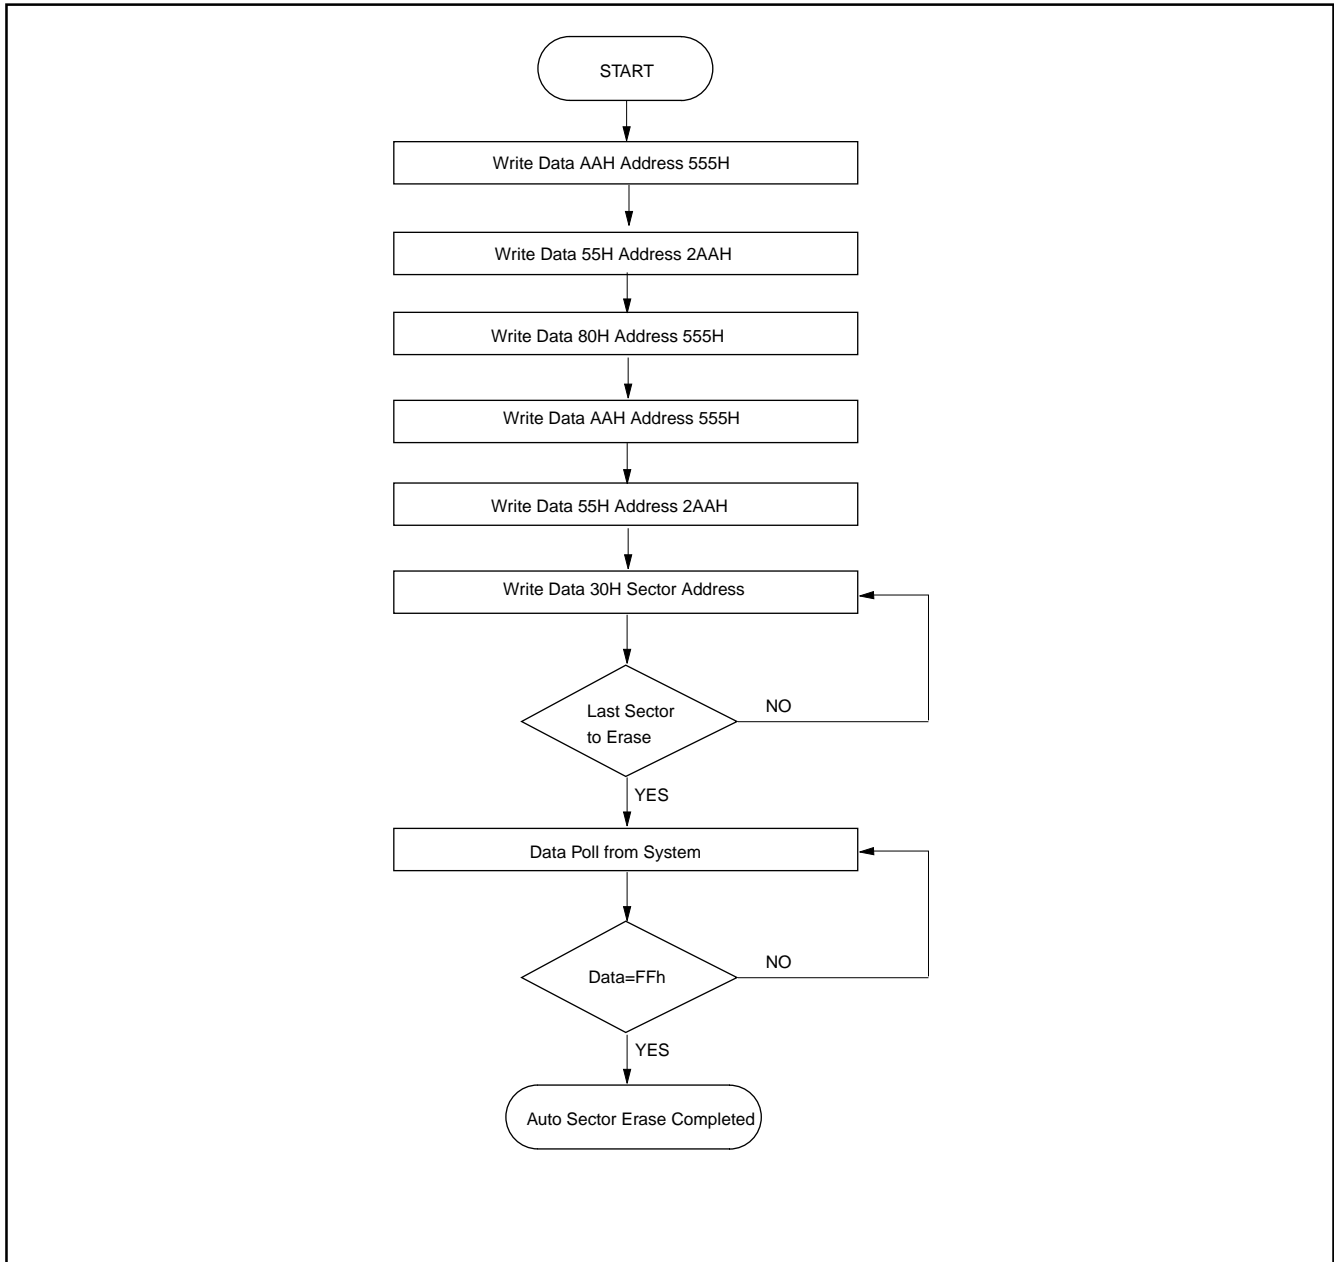 START
Write Data AAH Address 555H
Write Data 55H Address 2AAH
Write Data 80H Address 555H
Write Data AAH Address 555H
Write Data 55H Address 2AAH
Write Data 30H Sector Address
Last Sector
to Erase
NO
YES
Data Poll from System
Data=FFh
NO
YES
Auto Sector Erase Completed